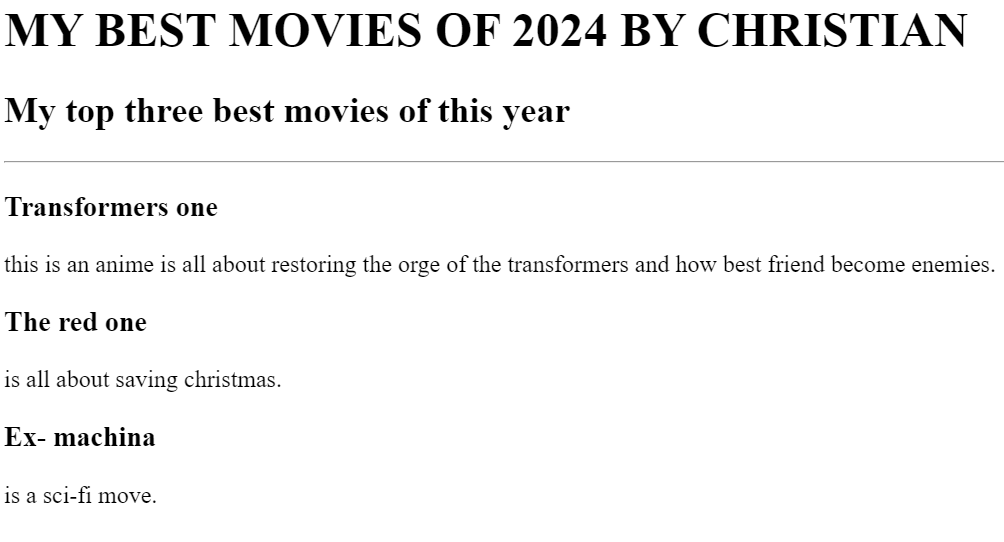 MY BEST MOVIES OF 2024 BY CHRISTIAN
My top three best movies of this year
Transformers one
this is an anime is all about restoring the orge of the transformers and how best friend become enemies.
The red one
is all about saving christmas.
Ex- machina
is a sci-fi move.